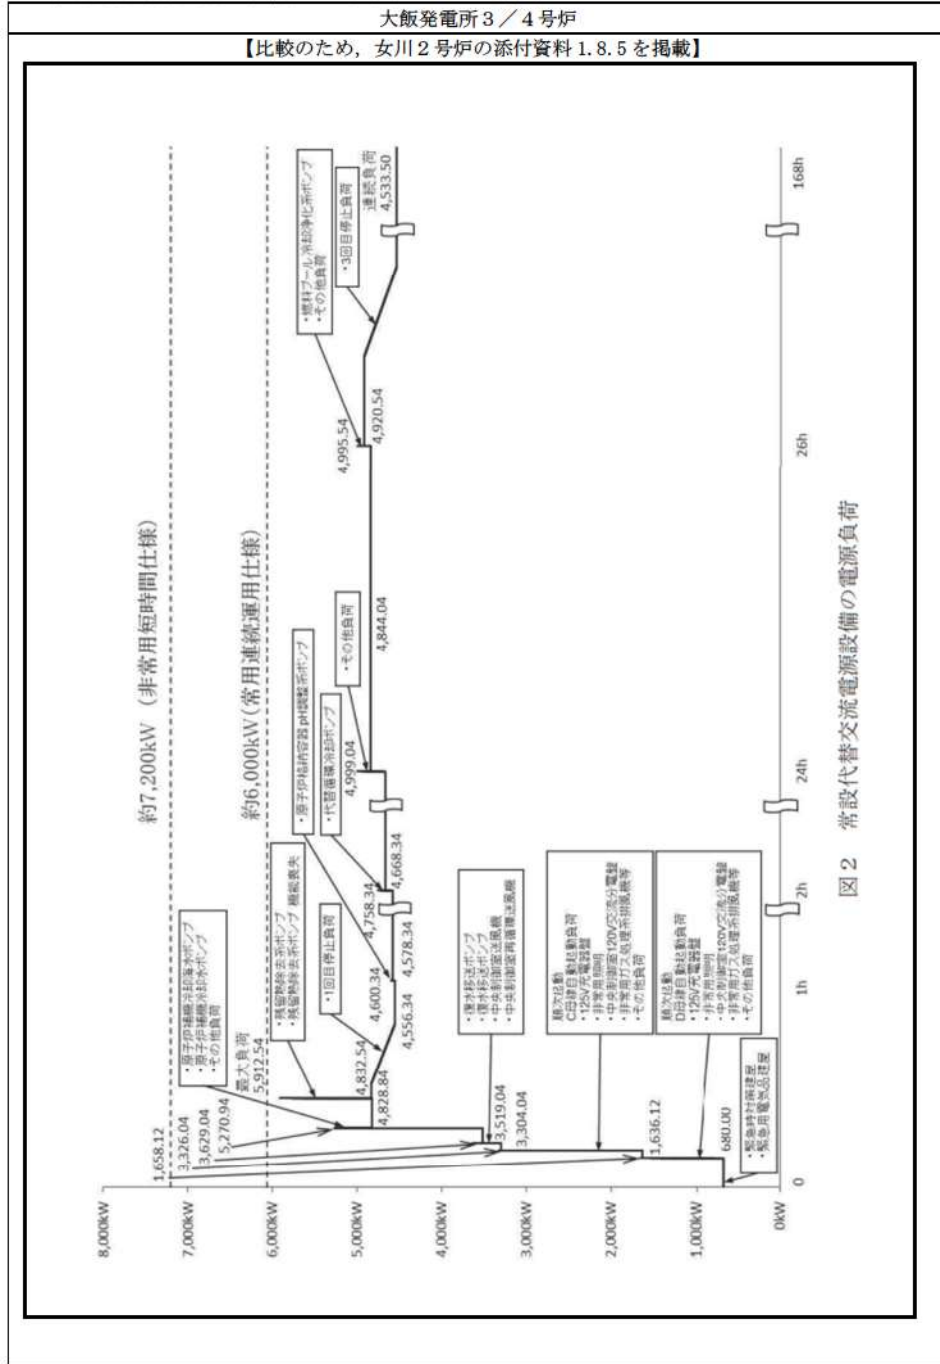 大飯発電所3/4号炉
【比較のため,女川2号炉の添付資料1.8.5を掲載】
8,000kW
7,000kW
6,000kW
5,000kW
4,000kW
3,000kW
2,000kW
1,000kW
0kW
約7,200kW (非常用短時間仕様)
約6,000kW(常用連続運用仕様)
1,658.12
3,326.04
3,629.04
5,270.94
・原子炉補機冷却海水ポンプ
・原子炉補機冷却水ポンプ
・その他負荷
最大負荷
5,912.54
・残留熱除去系ポンプ
・残留熱除去系ポンプ 機能喪失
・1回目停止負荷
・原子炉格納容器pH調整系ポンプ
・代替循環冷却ポンプ
・その他負荷
・燃料プール冷却浄化系ポンプ
・その他負荷
・3回目停止負荷
連続負荷
4,533.50
4,832.54
4,828.84
4,600.34
4,556.34
4,758.34
4,578.34
4,999.04
4,668.34
4,844.04
4,995.54
4,920.54
・復水移送ポンプ
・復水移送ポンプ
・中央制御室送風機
・中央制御室再循環送風機
3,519.04
3,304.04
順次起動
C母線自動起動負荷
・125V充電器盤
・非常用照明
・中央制御室120V交流分電盤
・非常用ガス処理系排風機等
・その他負荷
1,636.12
順次起動
D母線自動起動負荷
・125V充電器盤
・非常用照明
・中央制御室120V交流分電盤
・非常用ガス処理系排風機等
・その他負荷
680.00
・緊急時対策建屋
・緊急用電気品建屋
0
1h
2h
24h
26h
168h
図2 常設代替交流電源設備の電源負荷